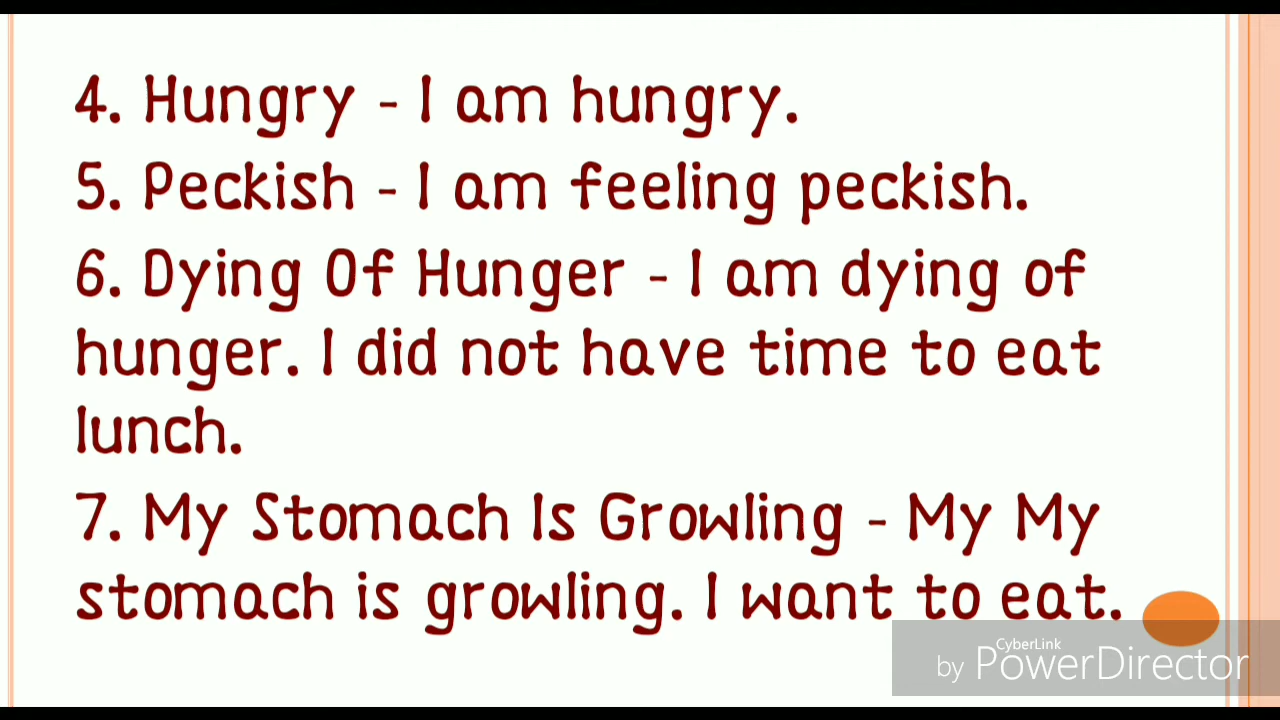 4. Hungry - I am hungry.
5. Peckish - I am feeling peckish.
6. Dying Of Hunger - I am dying of
hunger. I did not have time to eat
lunch.
7. My Stomach Is Growling - My My
stomach is growling. I want to eat.
CyberLink
by PowerDirector